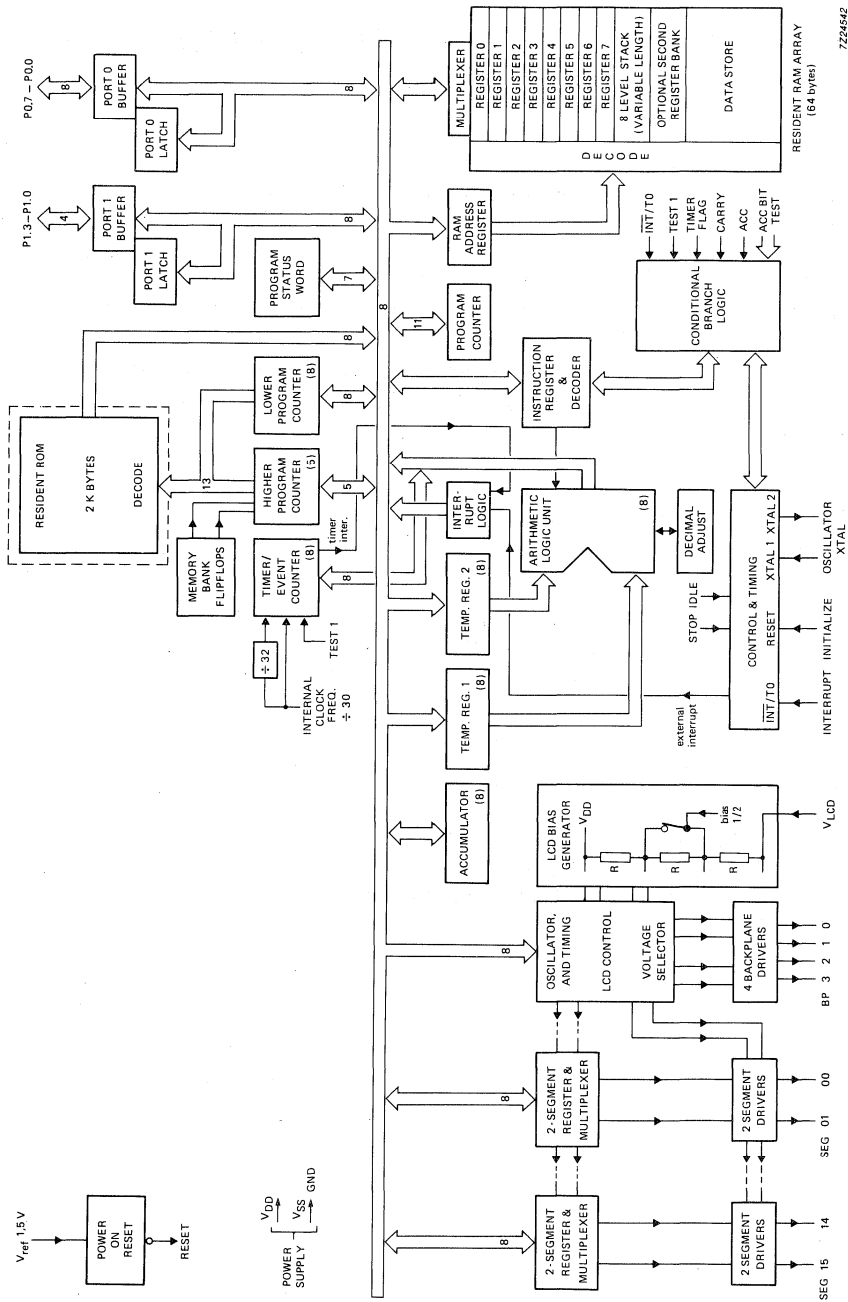 V ref 1,5 V
POWER
ON
RESET
RESET
POWER
SUPPLY
VDD
VSS
GND
RESIDENT ROM
2 K BYTES
DECODE
MEMORY
BANK
FLIPFLOPS
13
HIGHER
PROGRAM
COUNTER
(5)
5
LOWER
PROGRAM
COUNTER
(8)
8
8
÷ 32
INTERNAL
CLOCK
FREQ.
÷ 30
TEST 1
TIMER/
EVENT
COUNTER
(8)
timer
inter.
8
P1.3–P1.0
4
PORT 1
BUFFER
PORT 1
LATCH
8
PROGRAM
STATUS
WORD
7
P0.7 – P0.0
8
PORT 0
BUFFER
PORT 0
LATCH
8
8
ACCUMULATOR
(8)
TEMP. REG. 1
(8)
TEMP. REG. 2
(8)
INTER-
RUPT
LOGIC
ARITHMETIC
LOGIC UNIT
(8)
DECIMAL
ADJUST
INSTRUCTION
REGISTER
&
DECODER
11
PROGRAM
COUNTER
RAM
ADDRESS
REGISTER
MULTIPLEXER
DECODE
REGISTER 0
REGISTER 1
REGISTER 2
REGISTER 3
REGISTER 4
REGISTER 5
REGISTER 6
REGISTER 7
8 LEVEL STACK
(VARIABLE LENGTH)
OPTIONAL SECOND
REGISTER BANK
DATA STORE
RESIDENT RAM ARRAY
(64 bytes)
CONDITIONAL
BRANCH
LOGIC
INT/T0
TEST 1
TIMER
FLAG
CARRY
ACC
ACC BIT
TEST
external
interrupt
STOP
IDLE
CONTROL & TIMING
INT/T0
RESET
XTAL 1
XTAL 2
INTERRUPT
INITIALIZE
OSCILLATOR
XTAL
8
8
8
2-SEGMENT
REGISTER &
MULTIPLEXER
2-SEGMENT
REGISTER &
MULTIPLEXER
OSCILLATOR,
AND TIMING
LCD CONTROL
VOLTAGE
SELECTOR
LCD BIAS
GENERATOR
VDD
R
R
R
bias
1/2
VLCD
2 SEGMENT
DRIVERS
2 SEGMENT
DRIVERS
4 BACKPLANE
DRIVERS
SEG 15 14
SEG 01 00
BP 3 2 1 0
7Z24542